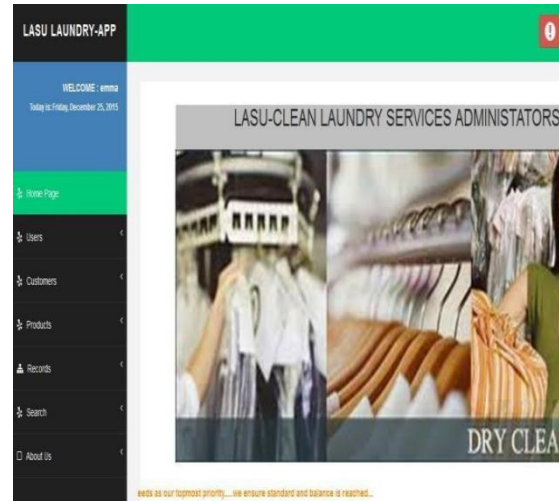 LASU LAUNDRY-APP
WELCOME : emma
Today is: Friday, December 25, 2015
LASU-CLEAN LAUNDRY SERVICES ADMINISTATORS
Home Page
Users
Customers
Products
Records
Search
About Us
DRY CLEA
eeds as our topmost priority.....we ensure standard and balance is reached...